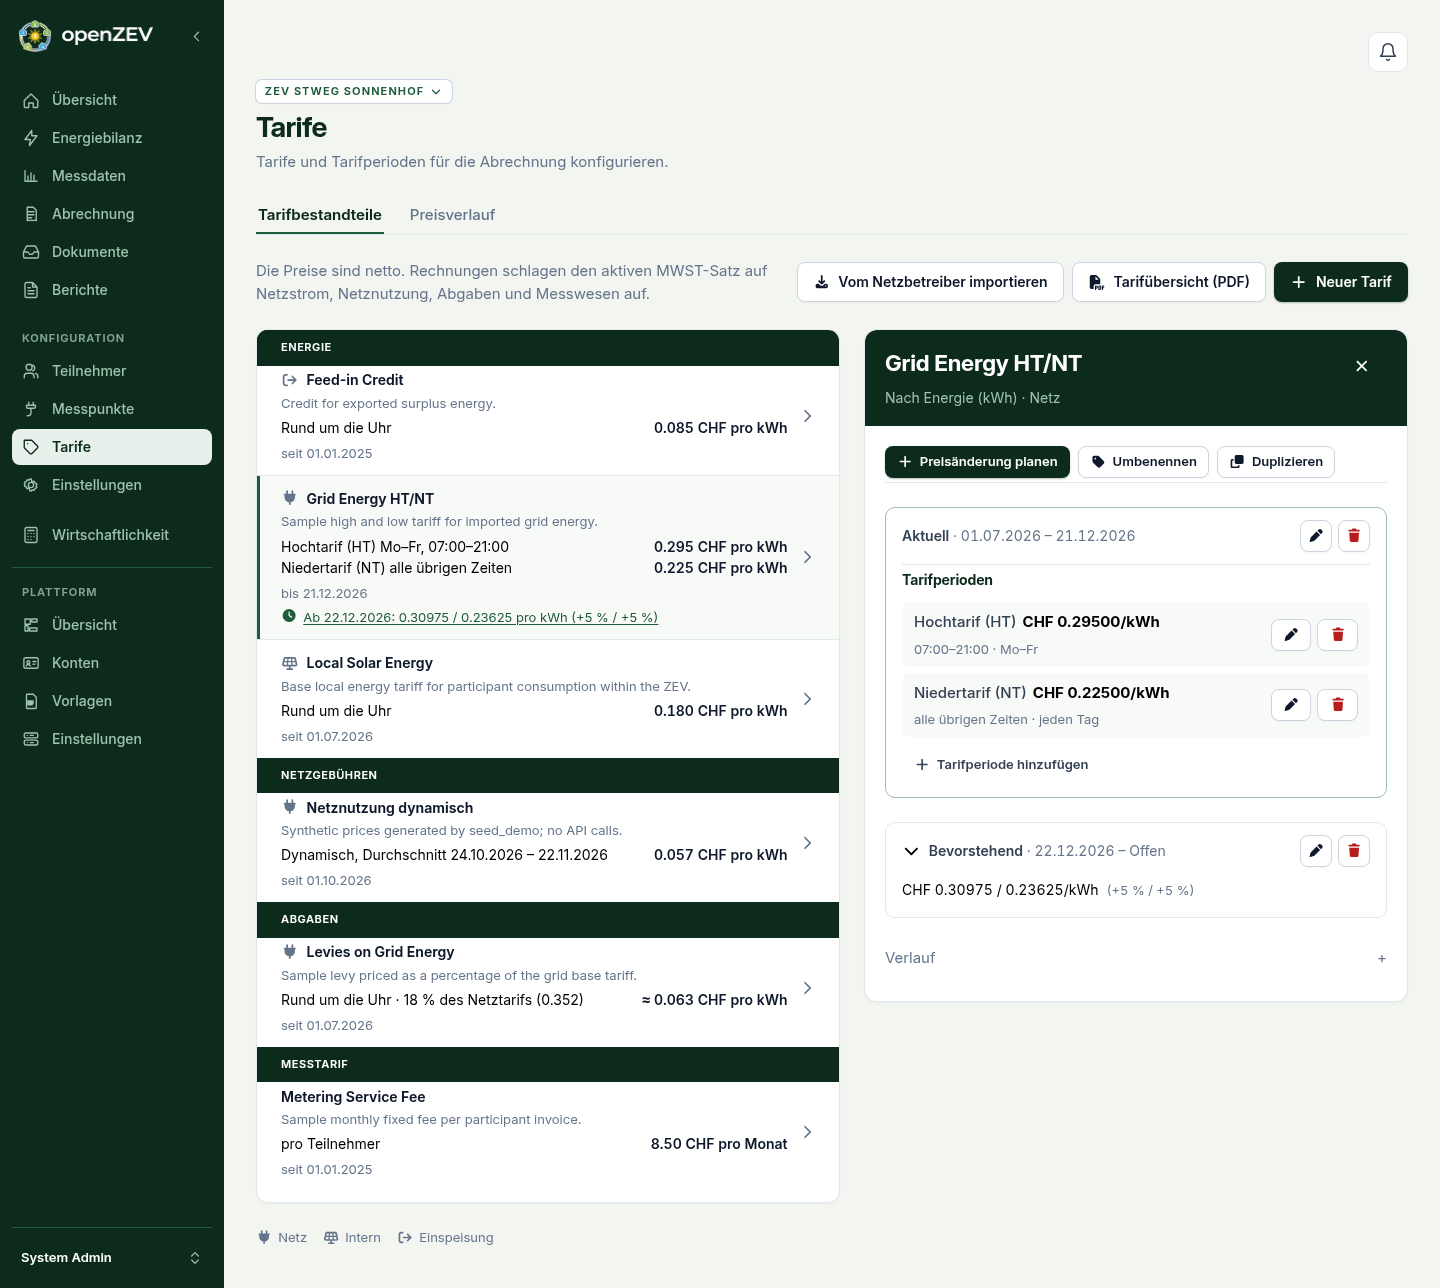 openZEV
Übersicht
Energiebilanz
Messdaten
Abrechnung
Dokumente
Berichte
KONFIGURATION
Teilnehmer
Messpunkte
Tarife
Einstellungen
Wirtschaftlichkeit
PLATTFORM
Übersicht
Konten
Vorlagen
Einstellungen
System Admin
ZEV STWEG SONNENHOF
Tarife
Tarife und Tarifperioden für die Abrechnung konfigurieren.
Tarifbestandteile Preisverlauf
Die Preise sind netto. Rechnungen schlagen den aktiven MWST-Satz auf
Netzstrom, Netznutzung, Abgaben und Messwesen auf.
Vom Netzbetreiber importieren
Tarifübersicht (PDF)
+ Neuer Tarif
ENERGIE
Feed-in Credit
Credit for exported surplus energy.
Rund um die Uhr 0.085 CHF pro kWh
seit 01.01.2025
Grid Energy HT/NT
Sample high and low tariff for imported grid energy.
Hochtarif (HT) Mo–Fr, 07:00–21:00 0.295 CHF pro kWh
Niedertarif (NT) alle übrigen Zeiten 0.225 CHF pro kWh
bis 21.12.2026
Ab 22.12.2026: 0.30975 / 0.23625 pro kWh (+5 % / +5 %)
Local Solar Energy
Base local energy tariff for participant consumption within the ZEV.
Rund um die Uhr 0.180 CHF pro kWh
seit 01.07.2026
NETZGEBÜHREN
Netznutzung dynamisch
Synthetic prices generated by seed_demo; no API calls.
Dynamisch, Durchschnitt 24.10.2026 – 22.11.2026 0.057 CHF pro kWh
seit 01.10.2026
ABGABEN
Levies on Grid Energy
Sample levy priced as a percentage of the grid base tariff.
Rund um die Uhr · 18 % des Netztarifs (0.352) ≈ 0.063 CHF pro kWh
seit 01.07.2026
MESSTARIF
Metering Service Fee
Sample monthly fixed fee per participant invoice.
pro Teilnehmer 8.50 CHF pro Monat
seit 01.01.2025
Netz Intern Einspeisung
Grid Energy HT/NT
Nach Energie (kWh) · Netz
+ Preisänderung planen
Umbenennen
Duplizieren
Aktuell · 01.07.2026 – 21.12.2026
Tarifperioden
Hochtarif (HT) CHF 0.29500/kWh
07:00–21:00 · Mo–Fr
Niedertarif (NT) CHF 0.22500/kWh
alle übrigen Zeiten · jeden Tag
+ Tarifperiode hinzufügen
Bevorstehend · 22.12.2026 – Offen
CHF 0.30975 / 0.23625/kWh (+5 % / +5 %)
Verlauf +